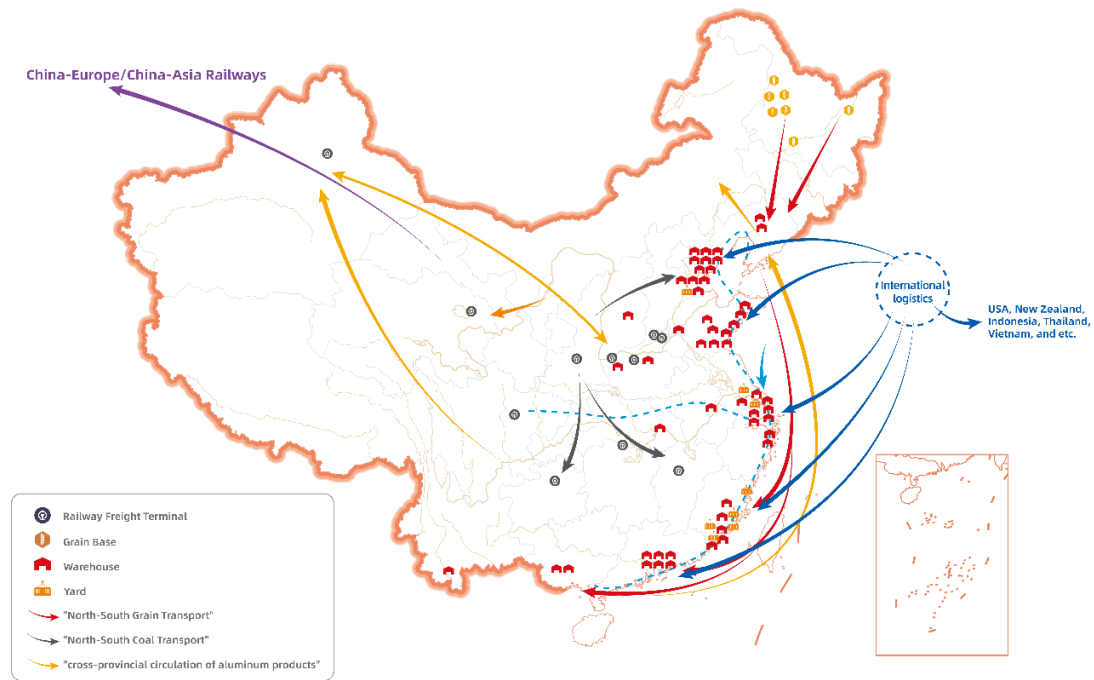 China-Europe/China-Asia Railways
International
logistics
USA, New Zealand,
Indonesia, Thailand,
Vietnam, and etc.
Railway Freight Terminal
Grain Base
Warehouse
Yard
"North-South Grain Transport"
"North-South Coal Transport"
"cross-provincial circulation of aluminum products"